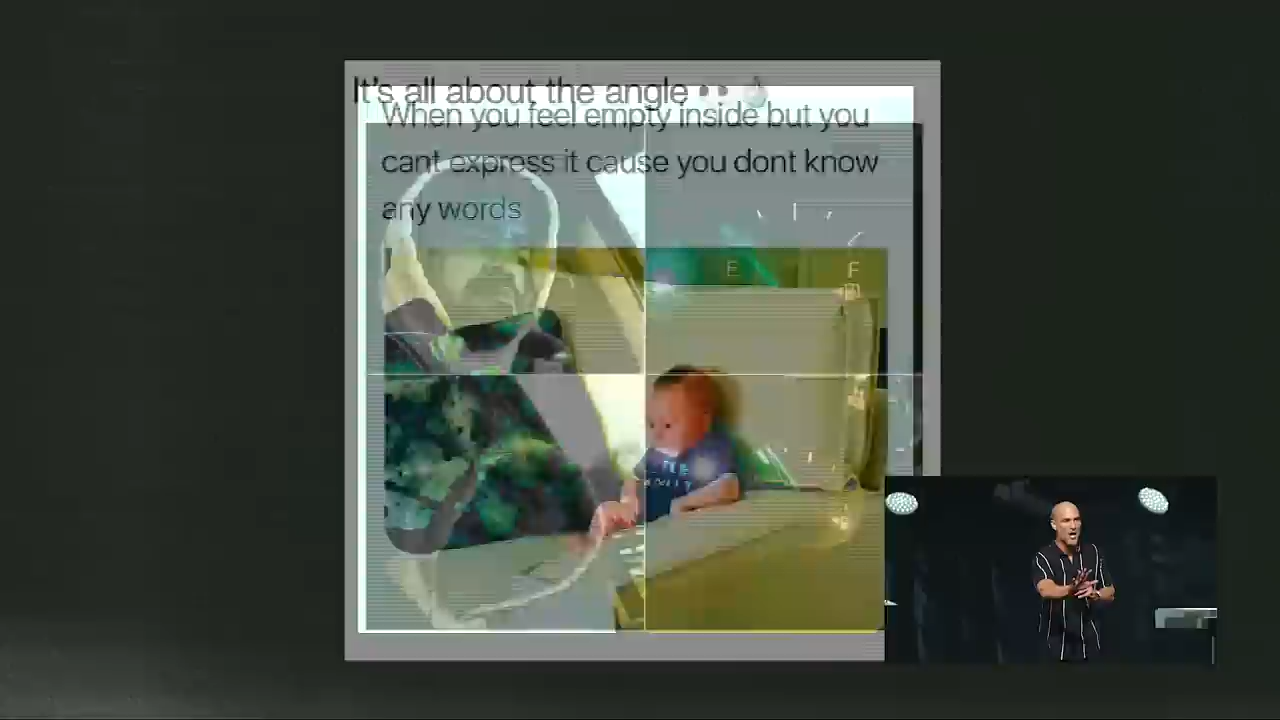 It's all about the angle
When you feel empty inside but you
cant express it cause you dont know
any words
E
F